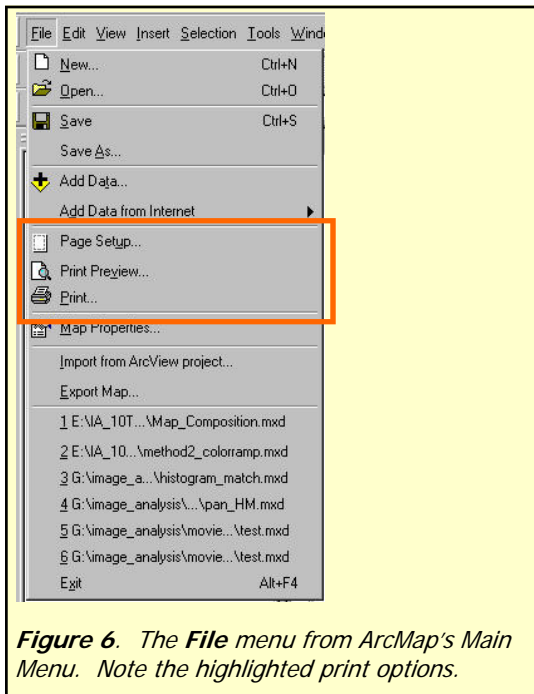 File Edit View Insert Selection Tools
New... Ctrl+N
Open... Ctrl+O
Save Ctrl+S
Save As...
Add Data...
Add Data from Internet
Page Setup...
Print Preview...
Print...
Map Properties...
Import from ArcView project...
Export Map...
1 E:\IA_10T...\Map_Composition.mxd
2 E:\IA_10...\method2_colorramp.mxd
3 G:\image_a...\histogram_match.mxd
4 G:\image_analysis\...\pan_HM.mxd
5 G:\image_analysis\movie...\test.mxd
6 G:\image_analysis\movie...\test.mxd
Exit Alt+F4
Figure 6. The File menu from ArcMap's Main
Menu. Note the highlighted print options.